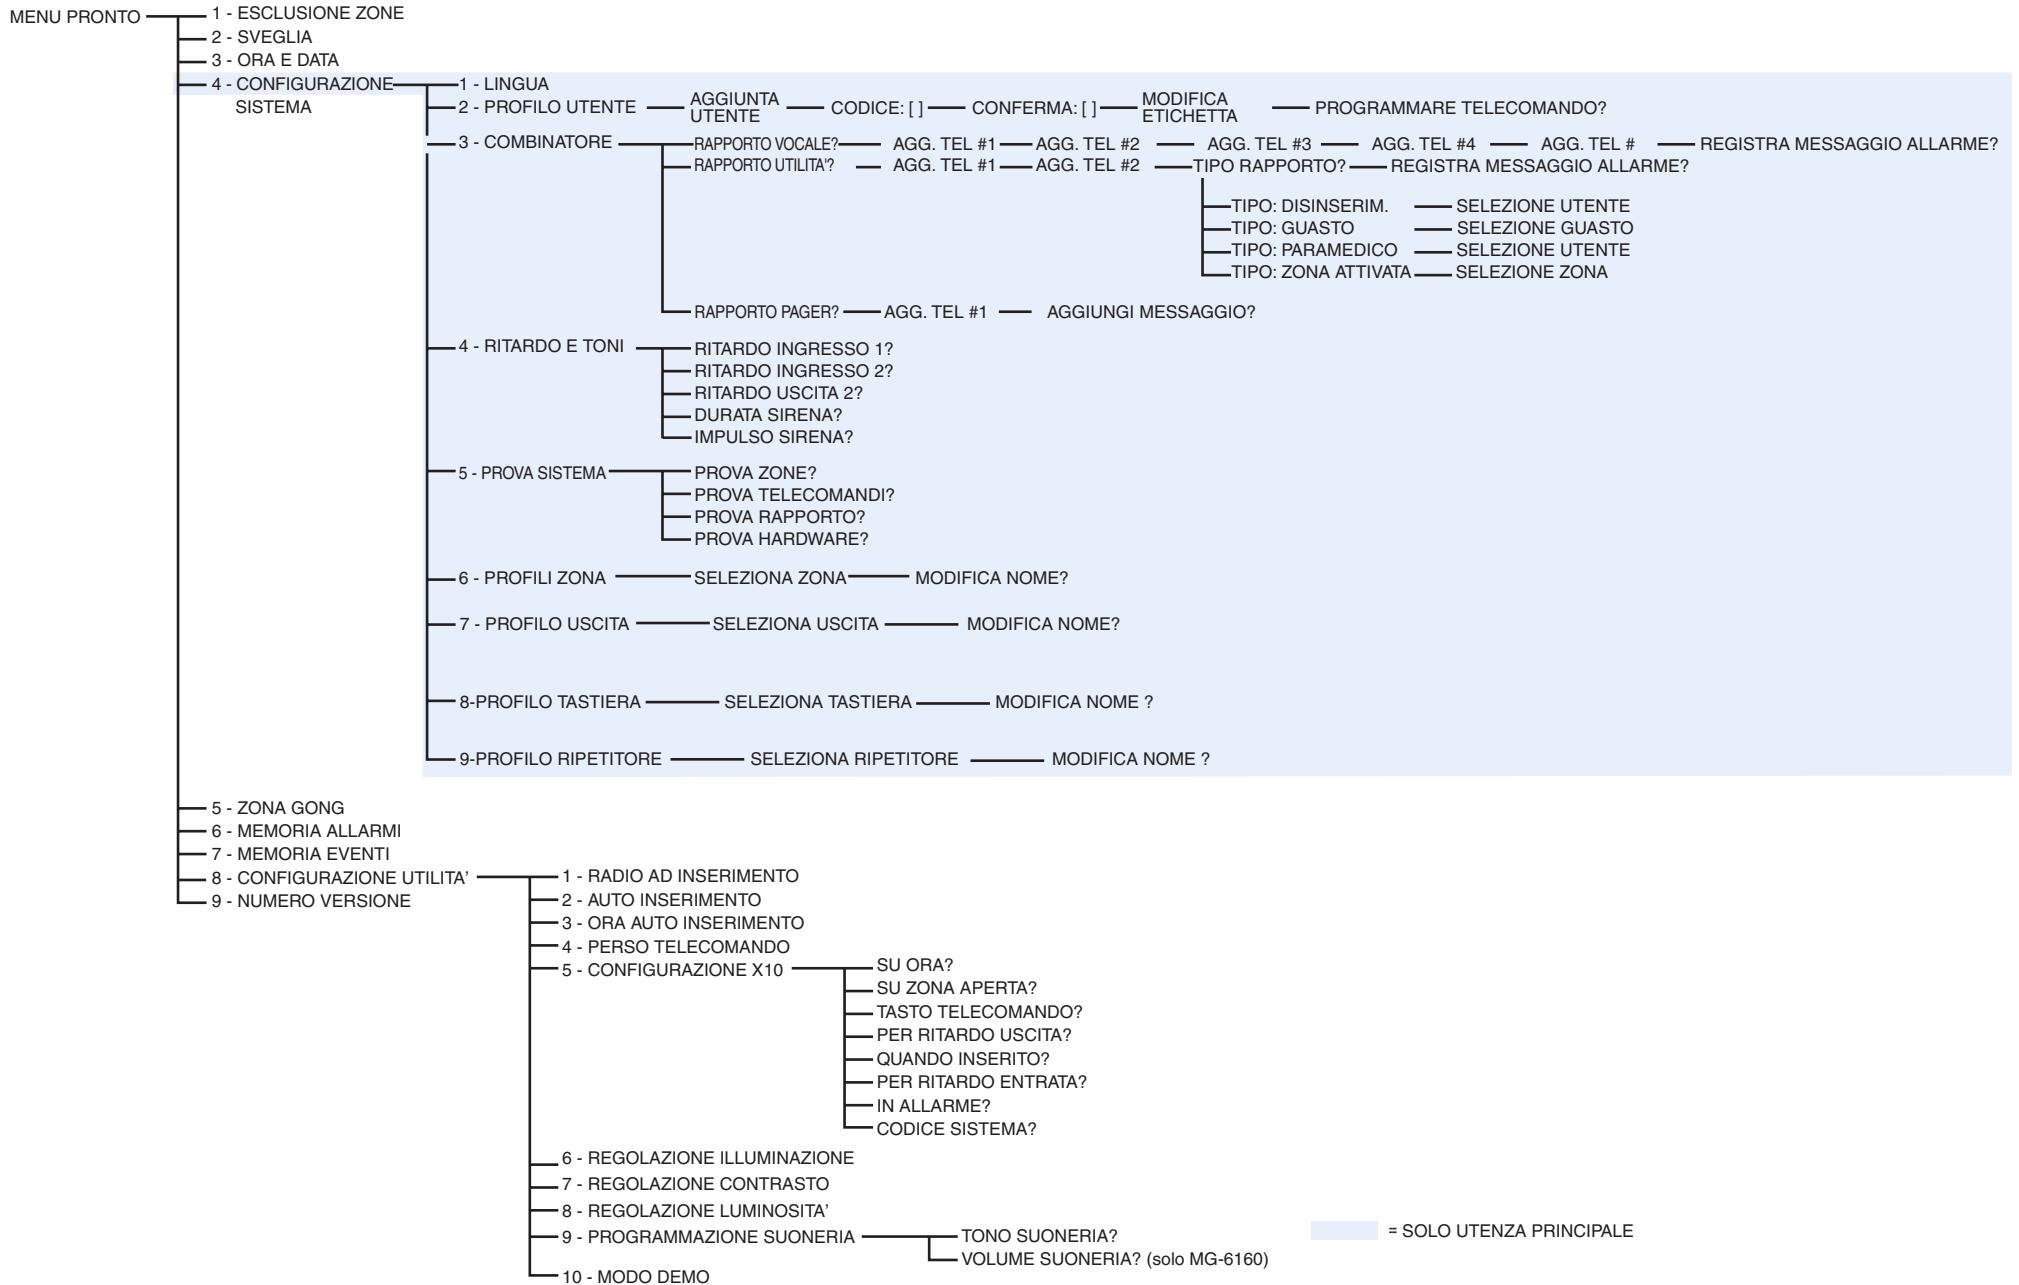 MENU PRONTO
1 - ESCLUSIONE ZONE
2 - SVEGLIA
3 - ORA E DATA
4 - CONFIGURAZIONE
SISTEMA
1 - LINGUA
2 - PROFILO UTENTE
AGGIUNTA
UTENTE
CODICE: [ ]
CONFERMA: [ ]
MODIFICA
ETICHETTA
PROGRAMMARE TELECOMANDO?
3 - COMBINATORE
RAPPORTO VOCALE?
AGG. TEL #1
AGG. TEL #2
AGG. TEL #3
AGG. TEL #4
AGG. TEL #
REGISTRA MESSAGGIO ALLARME?
RAPPORTO UTILITA'?
AGG. TEL #1
AGG. TEL #2
TIPO RAPPORTO?
REGISTRA MESSAGGIO ALLARME?
TIPO: DISINSERIM.
SELEZIONE UTENTE
TIPO: GUASTO
SELEZIONE GUASTO
TIPO: PARAMEDICO
SELEZIONE UTENTE
TIPO: ZONA ATTIVATA
SELEZIONE ZONA
RAPPORTO PAGER?
AGG. TEL #1
AGGIUNGI MESSAGGIO?
4 - RITARDO E TONI
RITARDO INGRESSO 1?
RITARDO INGRESSO 2?
RITARDO USCITA 2?
DURATA SIRENA?
IMPULSO SIRENA?
5 - PROVA SISTEMA
PROVA ZONE?
PROVA TELECOMANDI?
PROVA RAPPORTO?
PROVA HARDWARE?
6 - PROFILI ZONA
SELEZIONA ZONA
MODIFICA NOME?
7 - PROFILO USCITA
SELEZIONA USCITA
MODIFICA NOME?
8-PROFILO TASTIERA
SELEZIONA TASTIERA
MODIFICA NOME ?
9-PROFILO RIPETITORE
SELEZIONA RIPETITORE
MODIFICA NOME ?
5 - ZONA GONG
6 - MEMORIA ALLARMI
7 - MEMORIA EVENTI
8 - CONFIGURAZIONE UTILITA’
9 - NUMERO VERSIONE
1 - RADIO AD INSERIMENTO
2 - AUTO INSERIMENTO
3 - ORA AUTO INSERIMENTO
4 - PERSO TELECOMANDO
5 - CONFIGURAZIONE X10
SU ORA?
SU ZONA APERTA?
TASTO TELECOMANDO?
PER RITARDO USCITA?
QUANDO INSERITO?
PER RITARDO ENTRATA?
IN ALLARME?
CODICE SISTEMA?
6 - REGOLAZIONE ILLUMINAZIONE
7 - REGOLAZIONE CONTRASTO
8 - REGOLAZIONE LUMINOSITA’
9 - PROGRAMMAZIONE SUONERIA
TONO SUONERIA?
VOLUME SUONERIA? (solo MG-6160)
10 - MODO DEMO
= SOLO UTENZA PRINCIPALE